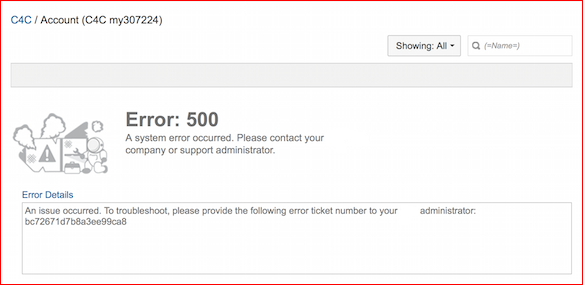 C4C / Account (C4C my307224)
Showing: All
(=Name=)
Error: 500
A system error occurred. Please contact your
company or support administrator.
Error Details
An issue occurred. To troubleshoot, please provide the following error ticket number to your administrator:
bc72671d7b8a3ee99ca8